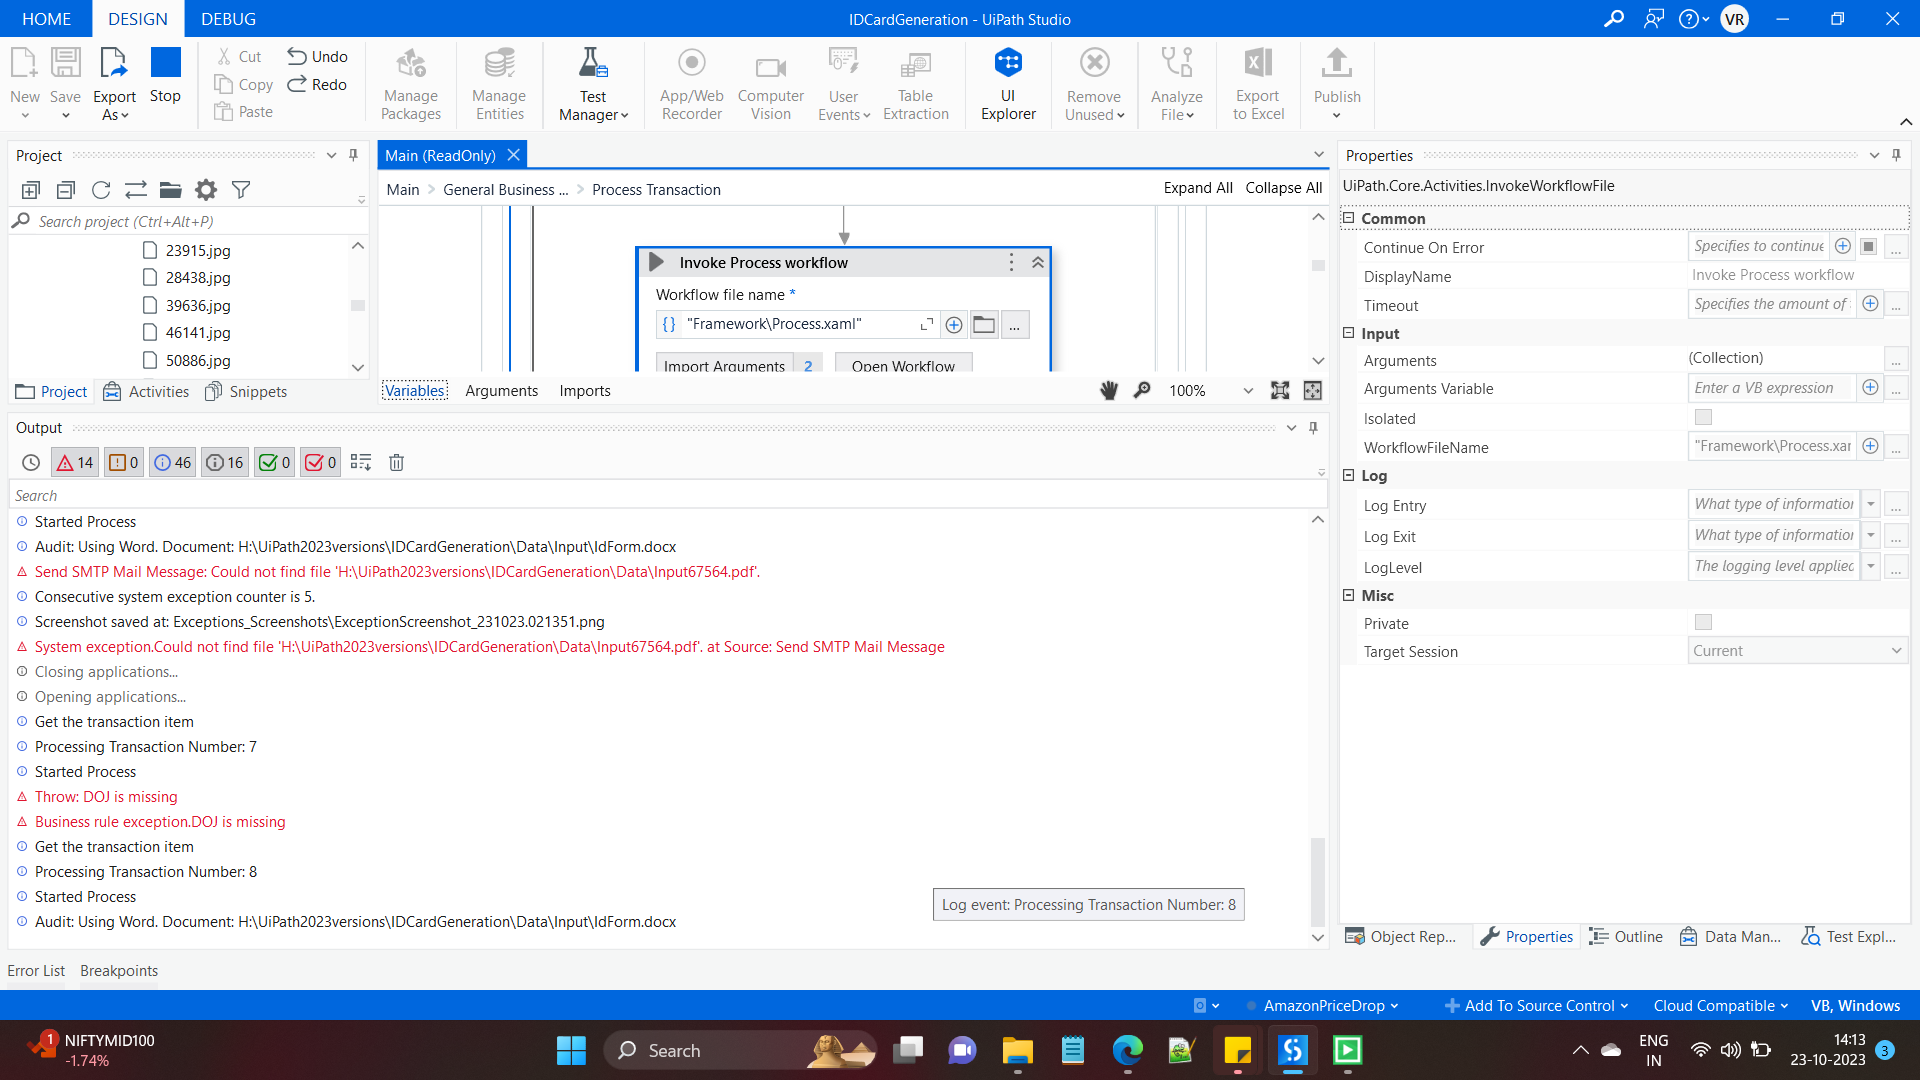 HOME
DESIGN
DEBUG
IDCardGeneration - UiPath Studio
VR
New
Save
Export As
Stop
Cut
Copy
Paste
Undo
Redo
Manage Packages
Manage Entities
Test Manager
App/Web Recorder
Computer Vision
User Events
Table Extraction
UI Explorer
Remove Unused
Analyze File
Export to Excel
Publish
Project
Search project (Ctrl+Alt+P)
23915.jpg
28438.jpg
39636.jpg
46141.jpg
50886.jpg
Project
Activities
Snippets
Main (ReadOnly)
Main > General Business ... > Process Transaction
Expand All
Collapse All
Invoke Process workflow
Workflow file name *
{} "Framework\Process.xaml"
...
Import Arguments 2
Open Workflow
Variables
Arguments
Imports
100%
Output
14
0
46
16
0
0
Search
Started Process
Audit: Using Word. Document: H:\UiPath2023versions\IDCardGeneration\Data\Input\IdForm.docx
Send SMTP Mail Message: Could not find file 'H:\UiPath2023versions\IDCardGeneration\Data\Input67564.pdf'.
Consecutive system exception counter is 5.
Screenshot saved at: Exceptions_Screenshots\ExceptionScreenshot_231023.021351.png
System exception.Could not find file 'H:\UiPath2023versions\IDCardGeneration\Data\Input67564.pdf'. at Source: Send SMTP Mail Message
Closing applications...
Opening applications...
Get the transaction item
Processing Transaction Number: 7
Started Process
Throw: DOJ is missing
Business rule exception.DOJ is missing
Get the transaction item
Processing Transaction Number: 8
Started Process
Audit: Using Word. Document: H:\UiPath2023versions\IDCardGeneration\Data\Input\IdForm.docx
Log event: Processing Transaction Number: 8
Properties
UiPath.Core.Activities.InvokeWorkflowFile
Common
Continue On Error Specifies to continue ...
DisplayName Invoke Process workflow
Timeout Specifies the amount of ...
Input
Arguments (Collection) ...
Arguments Variable Enter a VB expression ...
Isolated
WorkflowFileName "Framework\Process.xar ...
Log
Log Entry What type of information ...
Log Exit What type of information ...
LogLevel The logging level applied ...
Misc
Private
Target Session Current
Object Rep...
Properties
Outline
Data Man...
Test Expl...
Error List
Breakpoints
AmazonPriceDrop
Add To Source Control
Cloud Compatible
VB, Windows
1
NIFTYMID100
-1.74%
Search
ENG
IN
14:13
23-10-2023
3